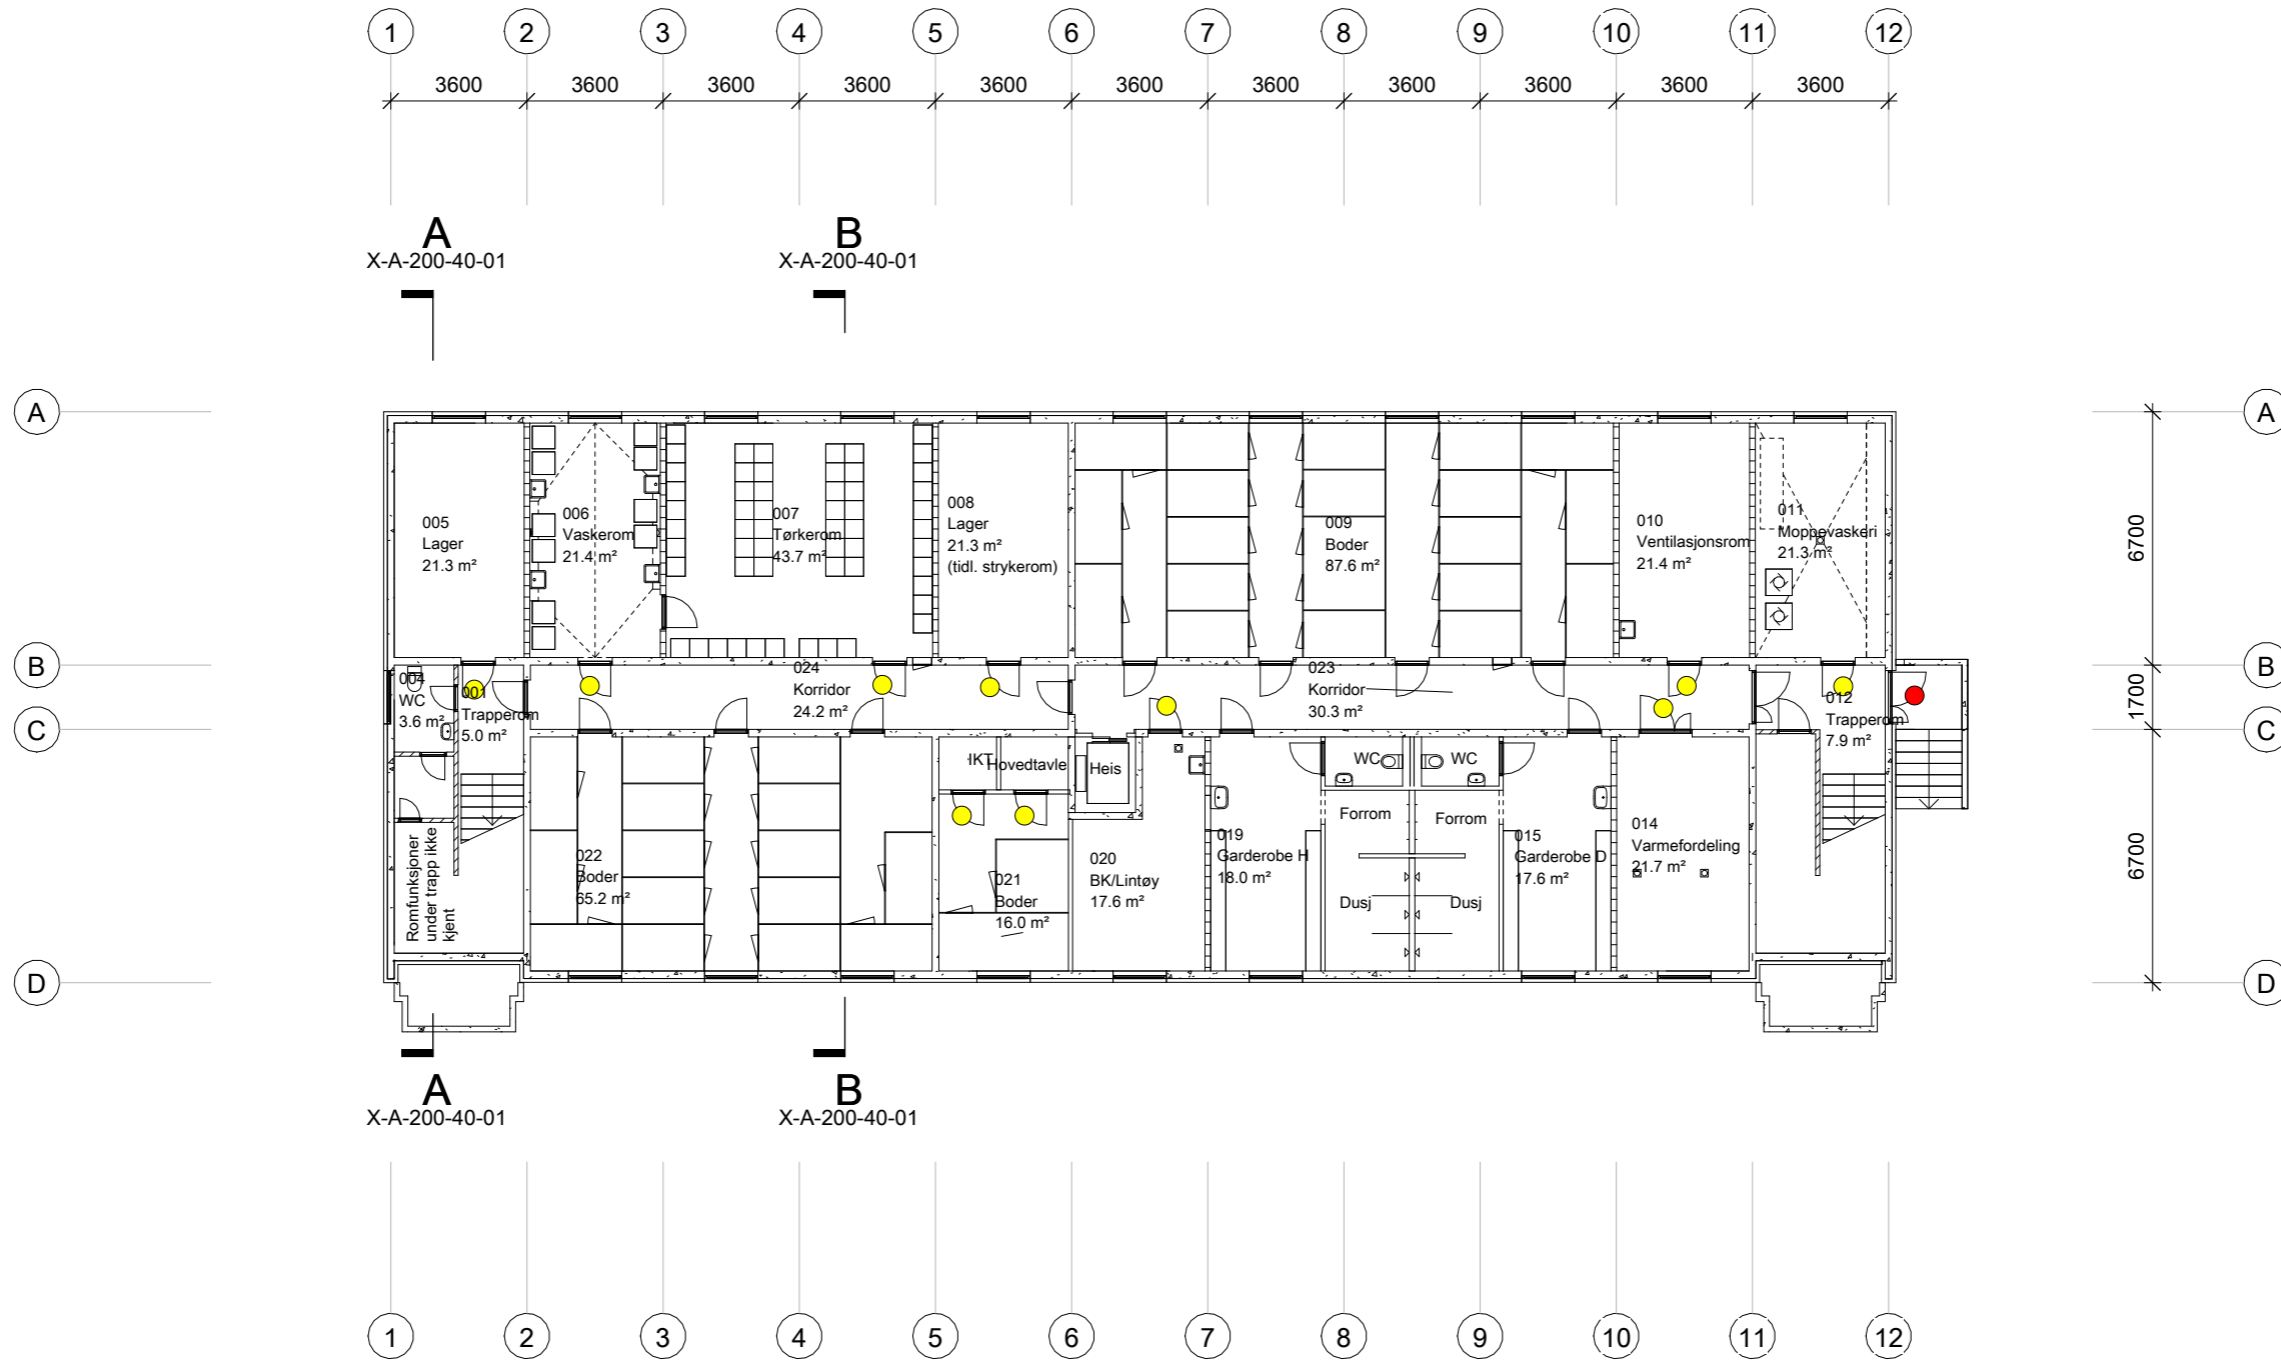 1 2 3 4 5 6 7 8 9 10 11 12
3600 3600 3600 3600 3600 3600 3600 3600 3600 3600 3600
A B
X-A-200-40-01 X-A-200-40-01
A A
005
Lager
21.3 m²
006
Vaskerom
21.4 m²
007
Tørkerom
43.7 m²
008
Lager
21.3 m²
(tidl. strykerom)
009
Boder
87.6 m²
010
Ventilasjonsrom
21.4 m²
011
Moppevaskeri
21.3 m²
6700
B B
004
WC
3.6 m²
001
Trapperom
5.0 m²
024
Korridor
24.2 m²
023
Korridor
30.3 m²
012
Trapperom
7.9 m²
1700
C C
IKT
Hovedtavle
Heis
WC
WC
Forrom
Forrom
Dusj
Dusj
Romfunksjoner
under trapp ikke
kjent
022
Boder
65.2 m²
021
Boder
16.0 m²
020
BK/Lintøy
17.6 m²
019
Garderobe H
18.0 m²
015
Garderobe D
17.6 m²
014
Varmefordeling
21.7 m²
6700
D D
A B
X-A-200-40-01 X-A-200-40-01
1 2 3 4 5 6 7 8 9 10 11 12